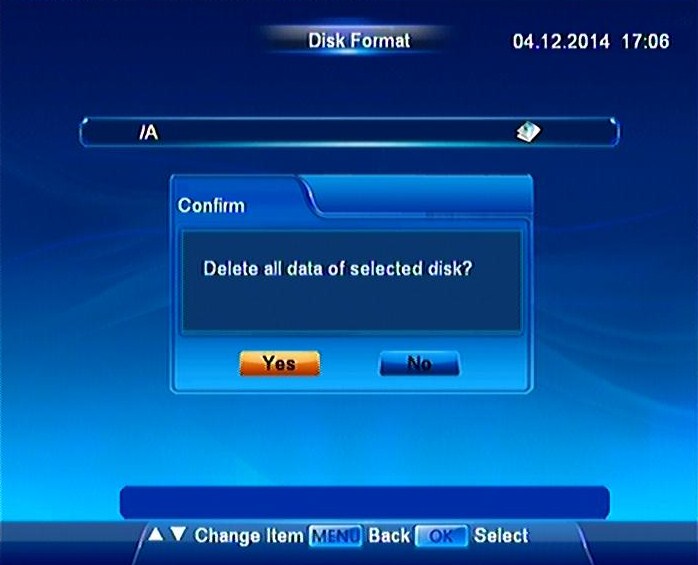 Disk Format 04.12.2014 17:06
/A
Confirm
Delete all data of selected disk?
Yes No
Change Item MENU Back OK Select